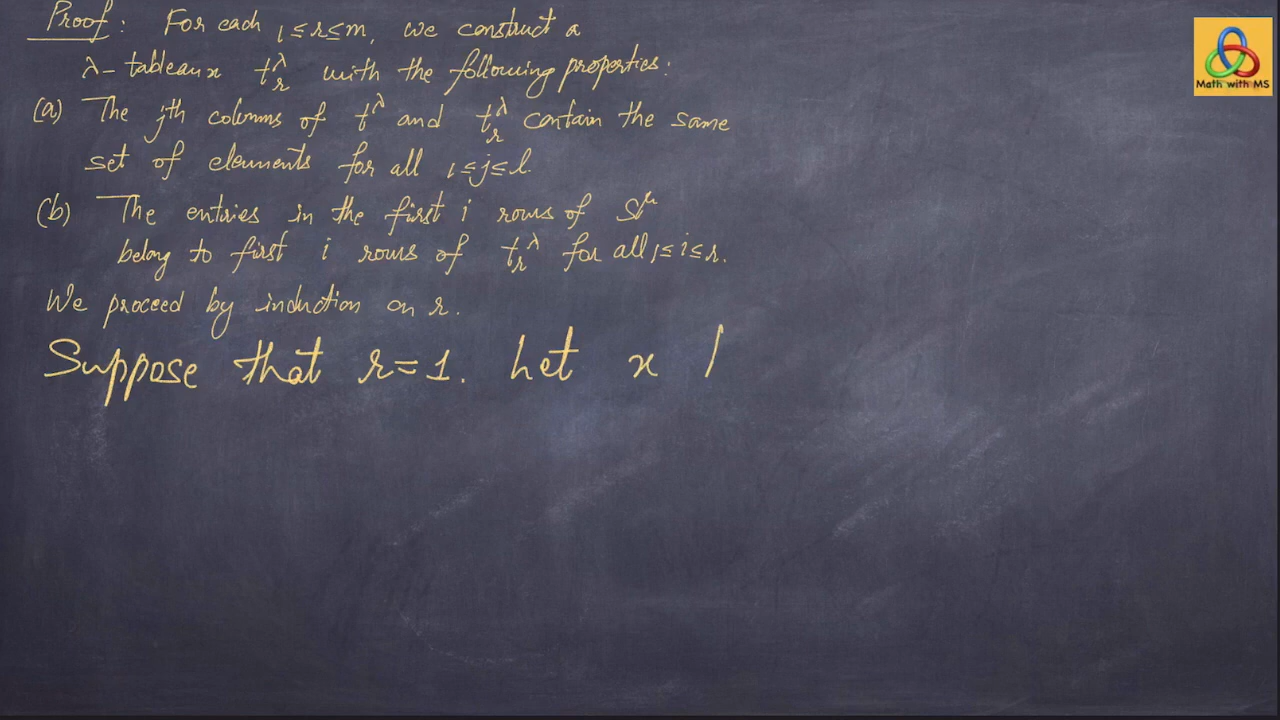 Proof: For each 1≤r≤m, we construct a
λ-tableaux t_r^λ with the following properties:
(a) The jth columns of t^λ and t_r^λ contain the same
set of elements for all 1≤j≤l.
(b) The entries in the first i rows of S^μ
belong to first i rows of t_r^λ for all 1≤i≤r.
We proceed by induction on r.
Suppose that r=1. Let x
Math with MS